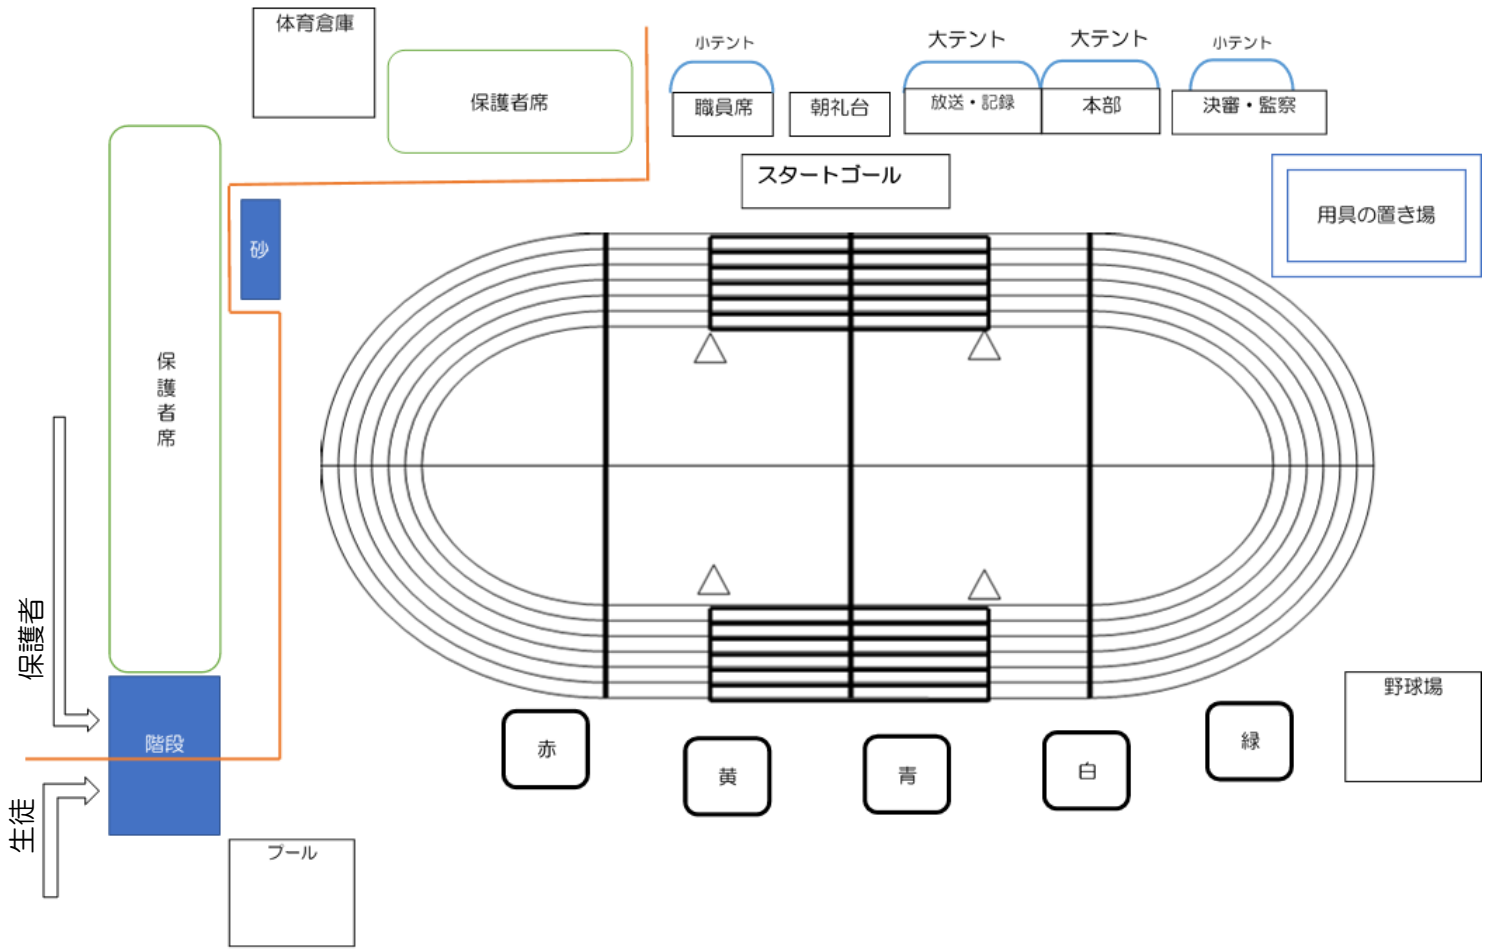 体育倉庫
保護者席
小テント
大テント
大テント
小テント
職員席
朝礼台
放送・記録
本部
決審・監察
スタートゴール
用具の置き場
砂
保護者席
保護者
階段
生徒
プール
赤
黄
青
白
緑
野球場